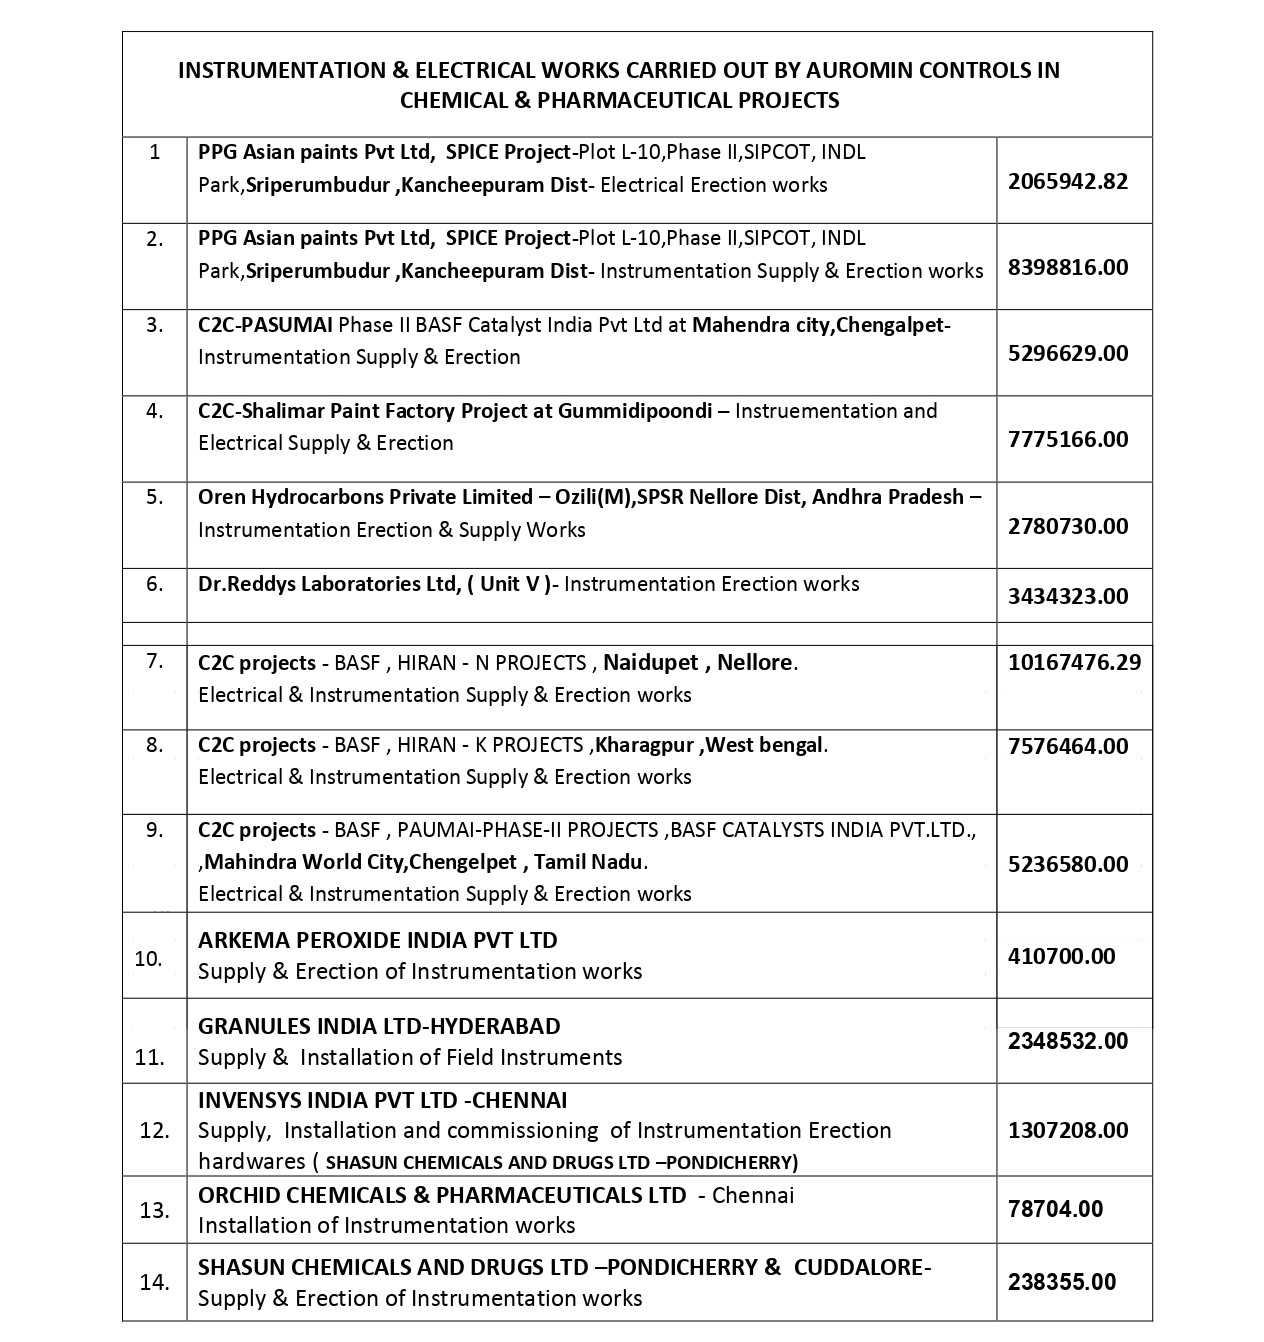 INSTRUMENTATION & ELECTRICAL WORKS CARRIED OUT BY AUROMIN CONTROLS IN
CHEMICAL & PHARMACEUTICAL PROJECTS
1 PPG Asian paints Pvt Ltd, SPICE Project-Plot L-10,Phase II,SIPCOT, INDL
Park,Sriperumbudur ,Kancheepuram Dist- Electrical Erection works
2065942.82
2. PPG Asian paints Pvt Ltd, SPICE Project-Plot L-10,Phase II,SIPCOT, INDL
Park,Sriperumbudur ,Kancheepuram Dist- Instrumentation Supply & Erection works
8398816.00
3. C2C-PASUMAI Phase II BASF Catalyst India Pvt Ltd at Mahendra city,Chengalpet-
Instrumentation Supply & Erection
5296629.00
4. C2C-Shalimar Paint Factory Project at Gummidipoondi – Instruementation and
Electrical Supply & Erection
7775166.00
5. Oren Hydrocarbons Private Limited – Ozili(M),SPSR Nellore Dist, Andhra Pradesh –
Instrumentation Erection & Supply Works
2780730.00
6. Dr.Reddys Laboratories Ltd, ( Unit V )- Instrumentation Erection works
3434323.00
7. C2C projects - BASF , HIRAN - N PROJECTS , Naidupet , Nellore. 10167476.29
Electrical & Instrumentation Supply & Erection works
8. C2C projects - BASF , HIRAN - K PROJECTS ,Kharagpur ,West bengal. 7576464.00
Electrical & Instrumentation Supply & Erection works
9. C2C projects - BASF , PAUMAI-PHASE-II PROJECTS ,BASF CATALYSTS INDIA PVT.LTD.,
,Mahindra World City,Chengelpet , Tamil Nadu. 5236580.00
Electrical & Instrumentation Supply & Erection works
ARKEMA PEROXIDE INDIA PVT LTD
10. 410700.00
Supply & Erection of Instrumentation works
GRANULES INDIA LTD-HYDERABAD
2348532.00
11. Supply & Installation of Field Instruments
INVENSYS INDIA PVT LTD -CHENNAI
12. Supply, Installation and commissioning of Instrumentation Erection 1307208.00
hardwares ( SHASUN CHEMICALS AND DRUGS LTD –PONDICHERRY)
ORCHID CHEMICALS & PHARMACEUTICALS LTD - Chennai
13. 78704.00
Installation of Instrumentation works
SHASUN CHEMICALS AND DRUGS LTD –PONDICHERRY & CUDDALORE-
14. 238355.00
Supply & Erection of Instrumentation works